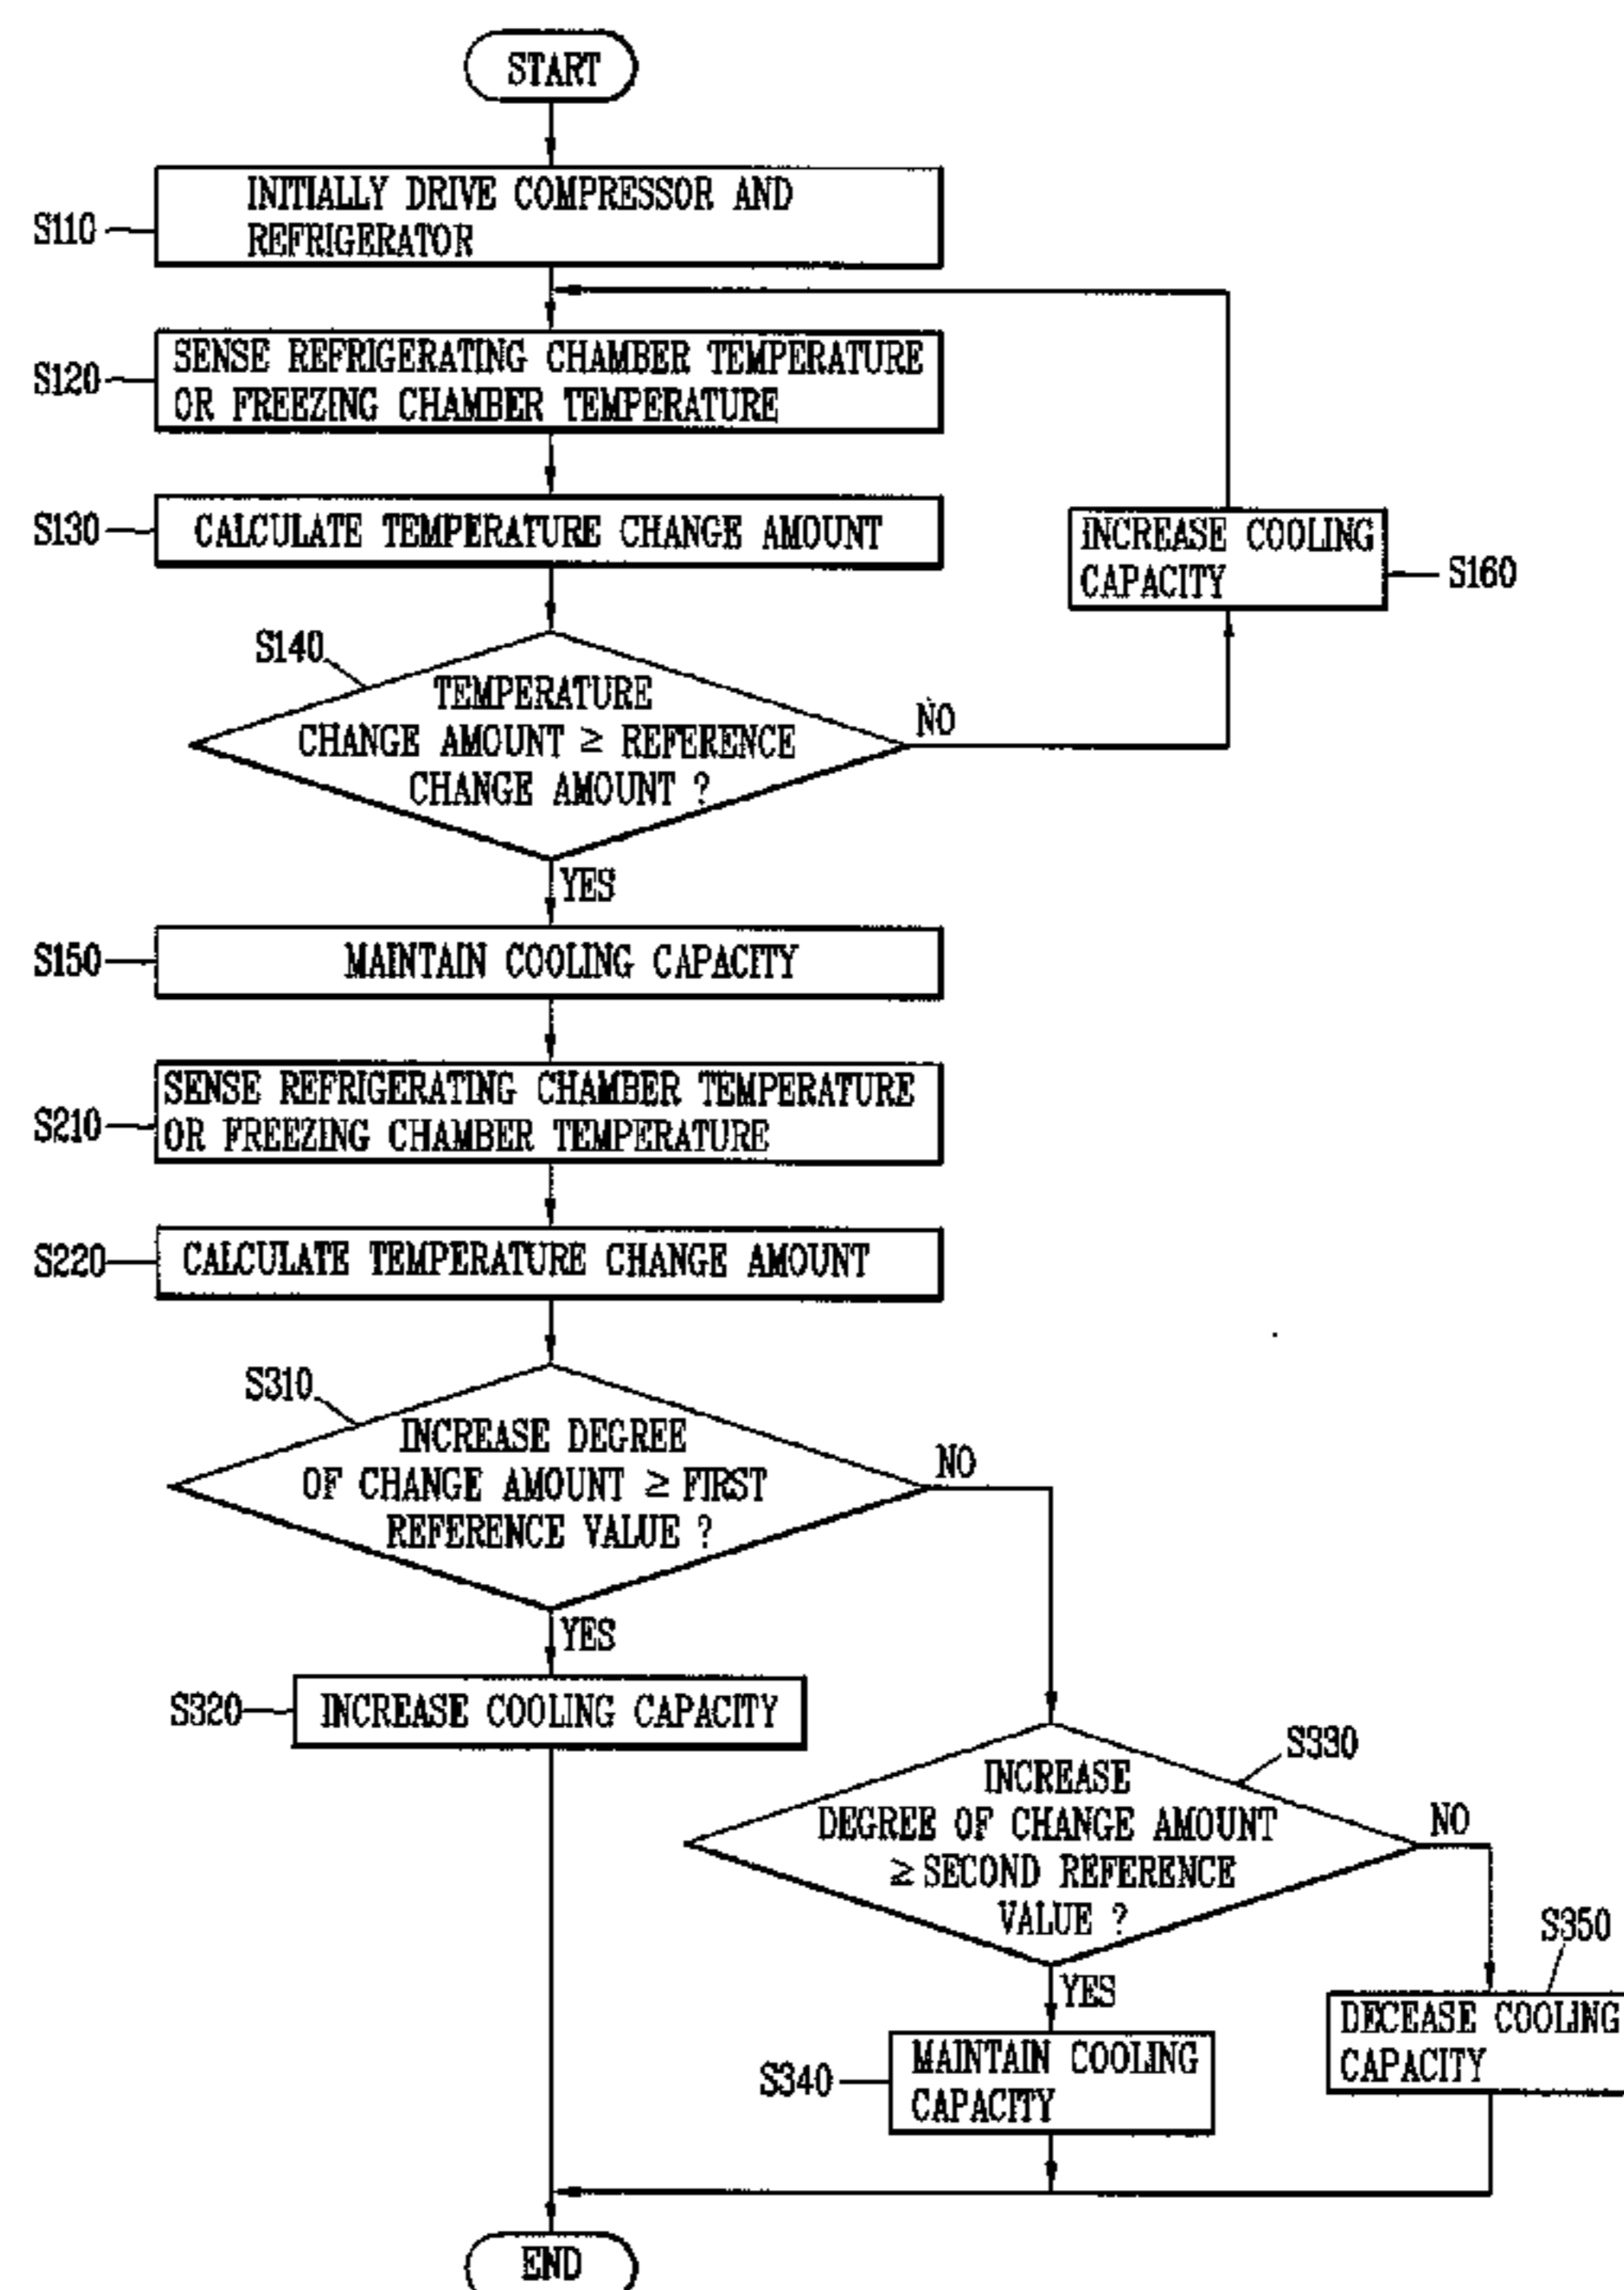 START
INITIALLY DRIVE COMPRESSOR AND
REFRIGERATOR
S110
SENSE REFRIGERATING CHAMBER TEMPERATURE
OR FREEZING CHAMBER TEMPERATURE
S120
CALCULATE TEMPERATURE CHANGE AMOUNT
S130
INCREASE COOLING
CAPACITY
S160
S140
TEMPERATURE
CHANGE AMOUNT ≥ REFERENCE
CHANGE AMOUNT ?
NO
YES
S150
MAINTAIN COOLING CAPACITY
SENSE REFRIGERATING CHAMBER TEMPERATURE
OR FREEZING CHAMBER TEMPERATURE
S210
S220
CALCULATE TEMPERATURE CHANGE AMOUNT
S310
INCREASE DEGREE
OF CHANGE AMOUNT ≥ FIRST
REFERENCE VALUE ?
NO
YES
S320
INCREASE COOLING CAPACITY
S330
INCREASE
DEGREE OF CHANGE AMOUNT
≥ SECOND REFERENCE
VALUE ?
NO
YES
S350
DECEASE COOLING
CAPACITY
S340
MAINTAIN COOLING
CAPACITY
END